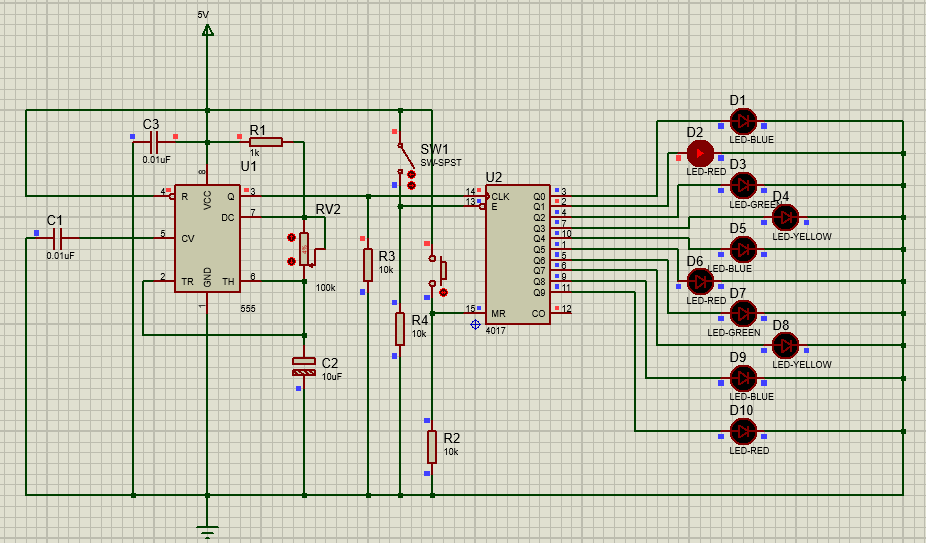 5V
C3
0.01uF
R1
1k
U1
4 R
VCC 8
Q 3
DC 7
5 CV
2 TR
GND 1
TH 6
555
C1
0.01uF
RV2
100k
C2
10uF
R3
10k
R4
10k
R2
10k
SW1
SW-SPST
U2
14 CLK
13 E
15 MR
4017
Q0 3
Q1 2
Q2 4
Q3 7
Q4 10
Q5 1
Q6 5
Q7 6
Q8 9
Q9 11
CO 12
D1
LED-BLUE
D2
LED-RED
D3
LED-GREEN
D4
LED-YELLOW
D5
LED-BLUE
D6
LED-RED
D7
LED-GREEN
D8
LED-YELLOW
D9
LED-BLUE
D10
LED-RED